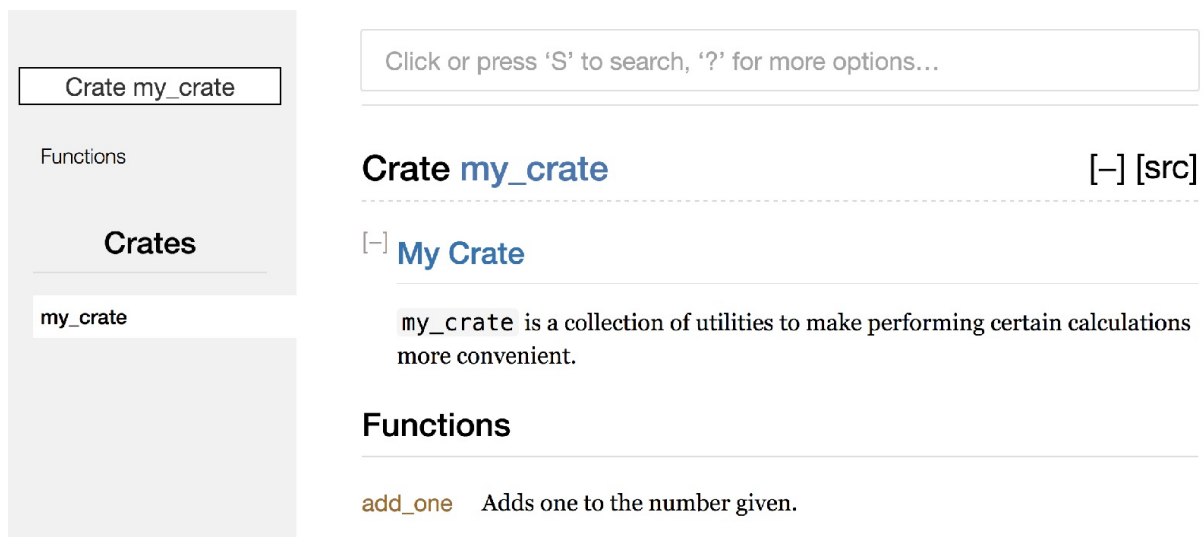 Crate my_crate
Functions
Crates
my_crate
Click or press ‘S’ to search, ‘?’ for more options…
Crate my_crate [–] [src]
[–] My Crate
my_crate is a collection of utilities to make performing certain calculations
more convenient.
Functions
add_one Adds one to the number given.